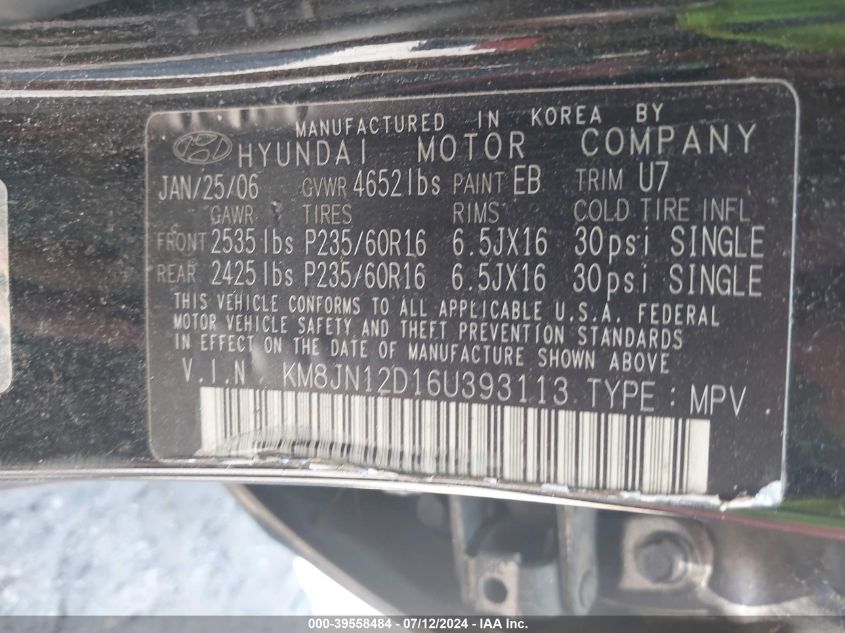 MANUFACTURED IN KOREA BY
HYUNDAI MOTOR COMPANY
JAN/25/06 GVWR 4652lbs PAINT EB TRIM U7
GAWR TIRES RIMS COLD TIRE INFL
FRONT 2535lbs P235/60R16 6.5JX16 30psi SINGLE
REAR 2425lbs P235/60R16 6.5JX16 30psi SINGLE
THIS VEHICLE CONFORMS TO ALL APPLICABLE U.S.A. FEDERAL
MOTOR VEHICLE SAFETY AND THEFT PREVENTION STANDARDS
IN EFFECT ON THE DATE OF MANUFACTURE SHOWN ABOVE
V.I.N. KM8JN12D16U393113 TYPE : MPV
000-39558484 - 07/12/2024 - IAAI.COM